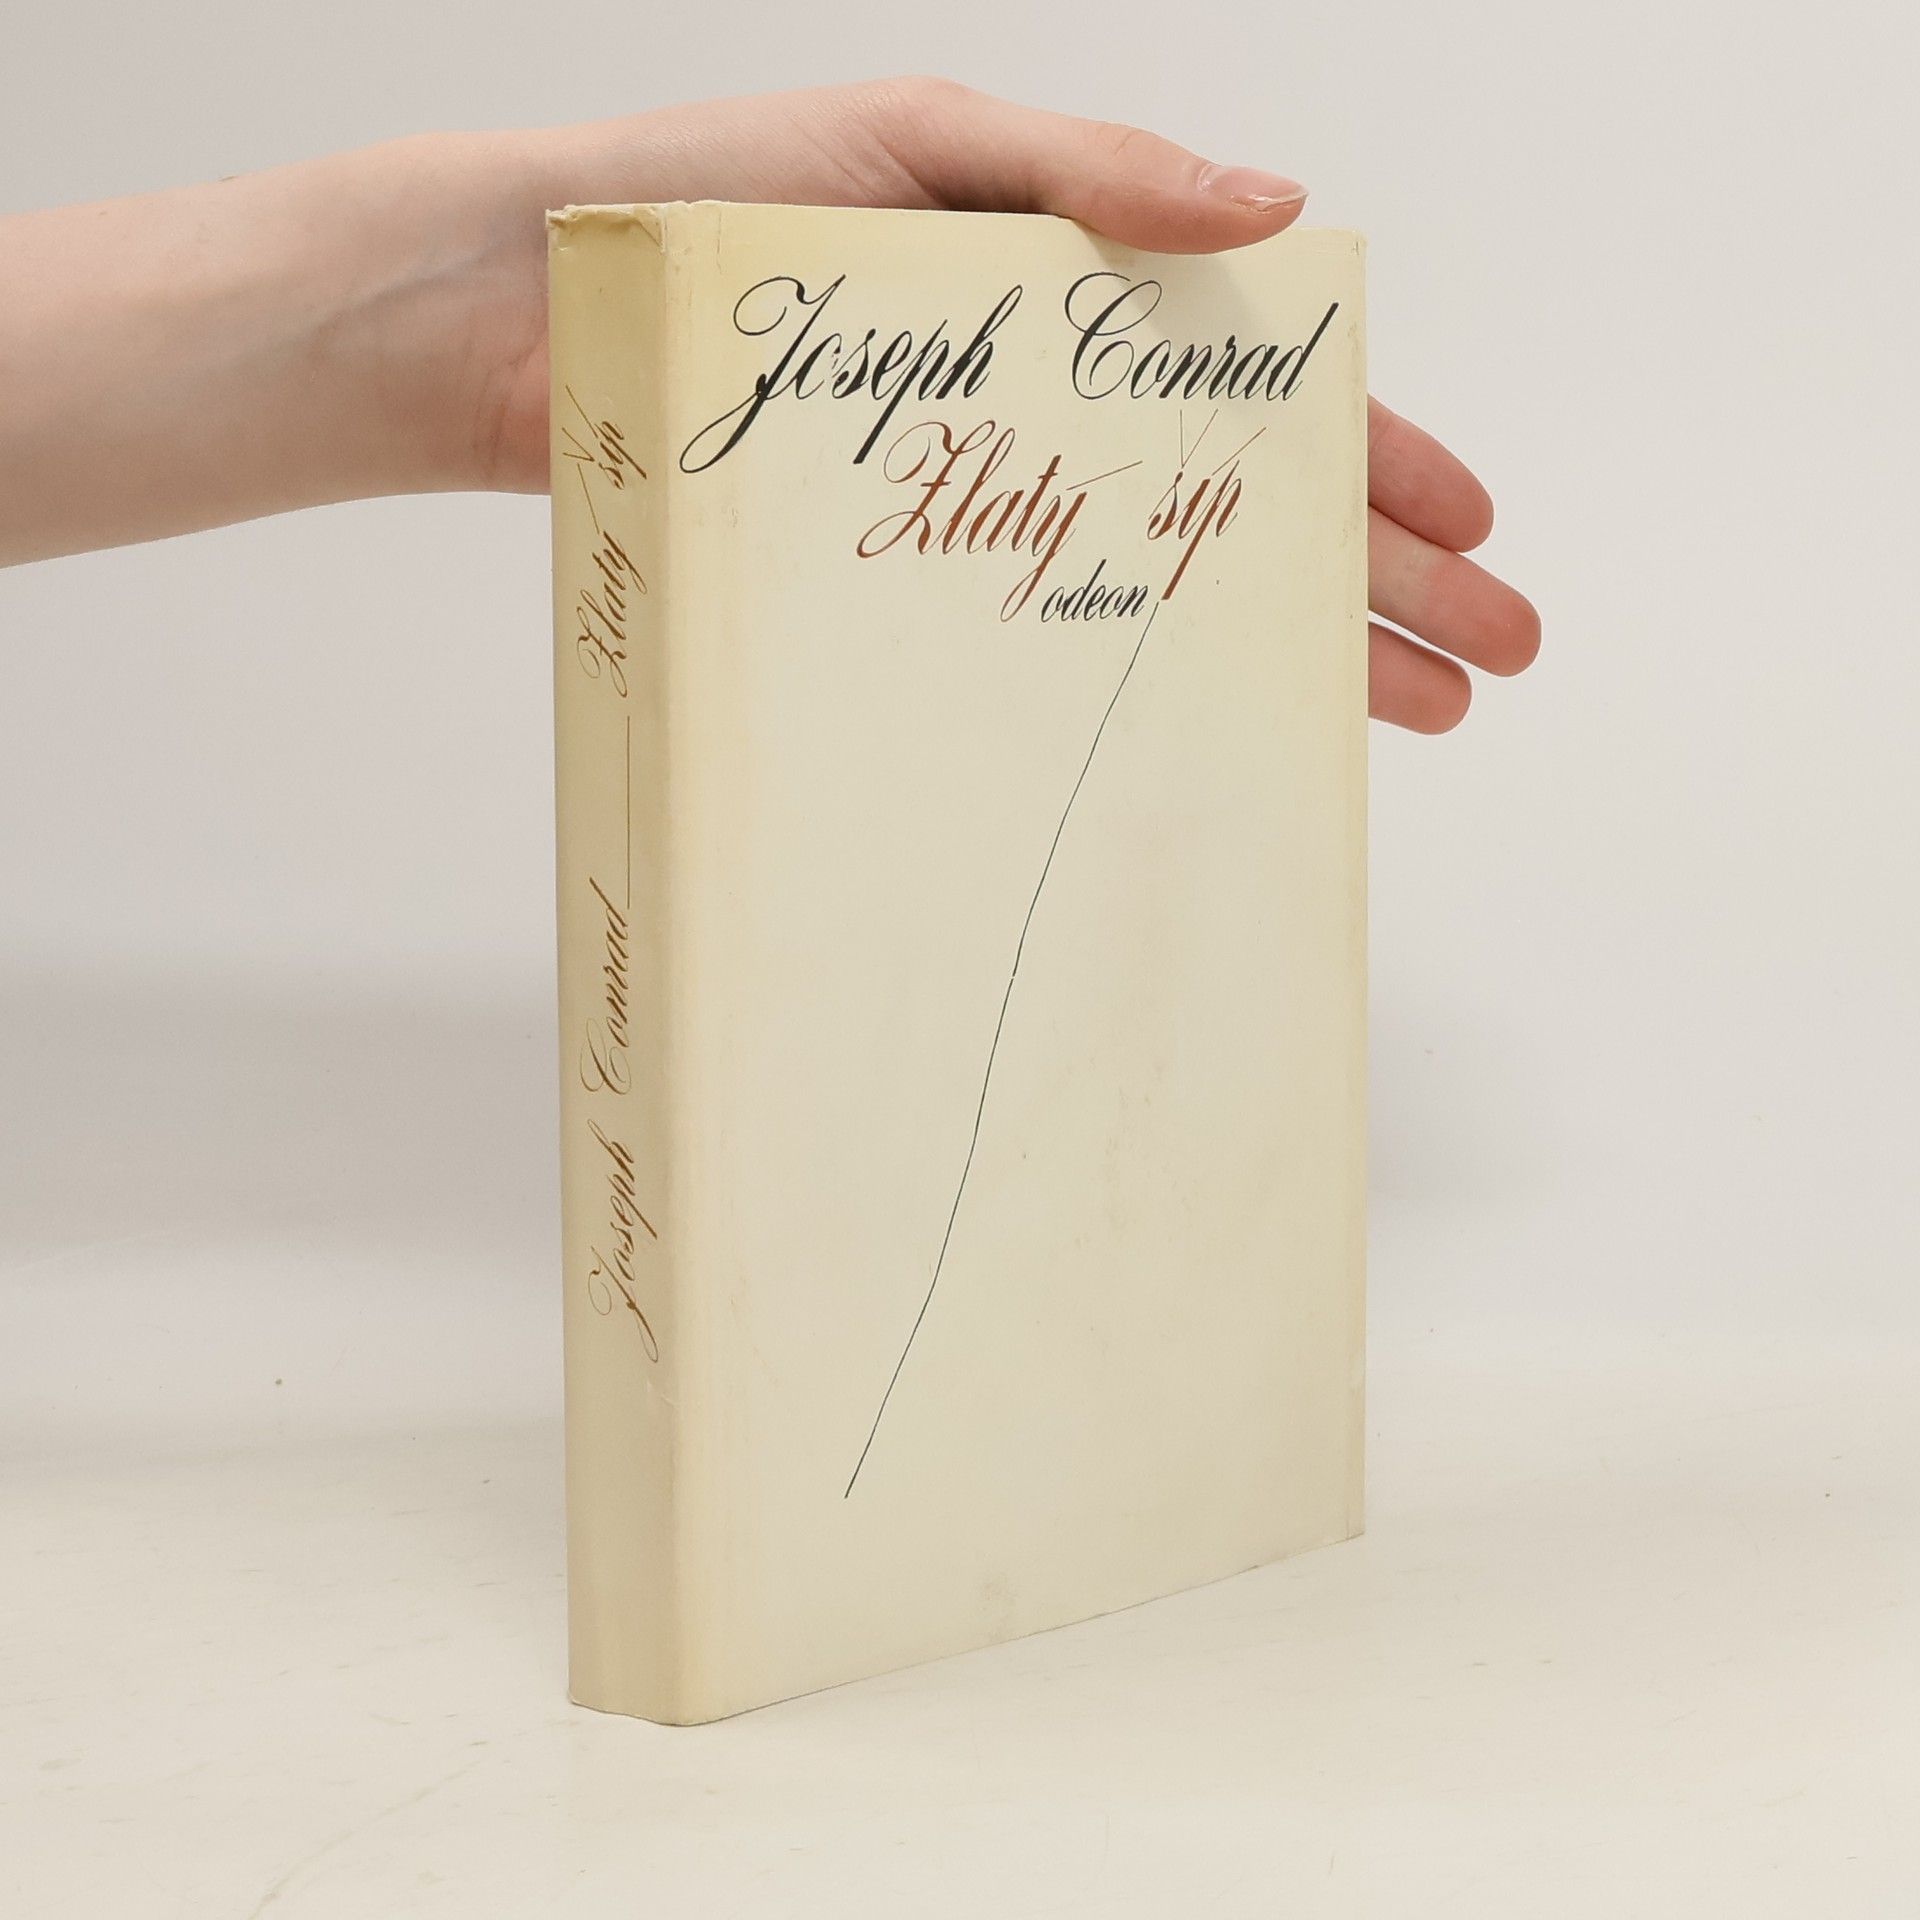 Joseph Conrad
Zlatý šíp
odeon
Joseph Conrad — Zlatý šíp